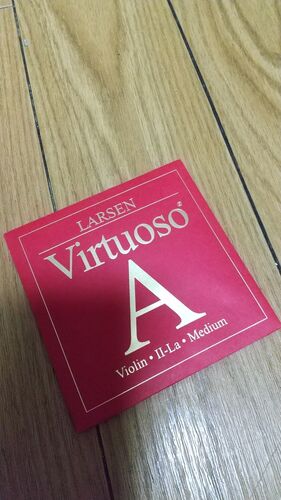 LARSEN
Virtuoso®
A
Violin • II-La • Medium